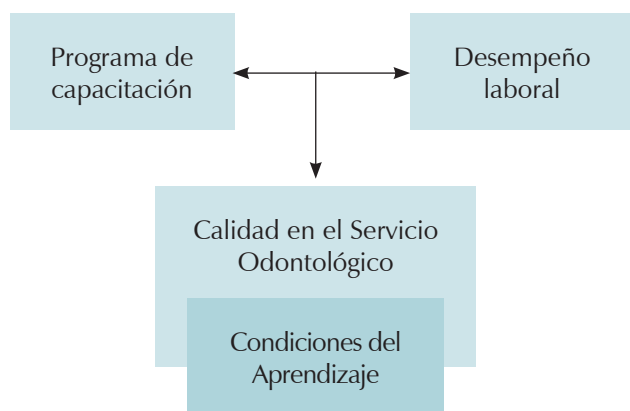 Programa de
capacitación
Desempeño
laboral
Calidad en el Servicio
Odontológico
Condiciones del
Aprendizaje